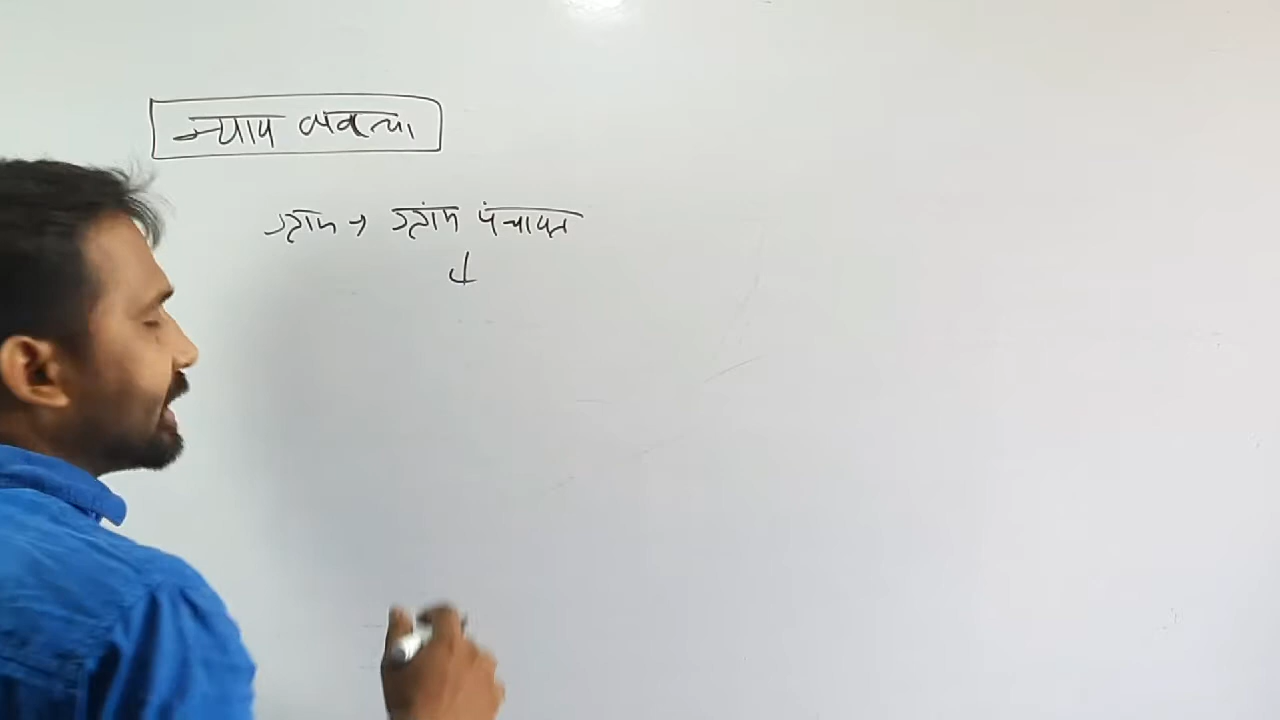 न्याय व्यवस्था
ग्राम → ग्रांम पंचायत
↓